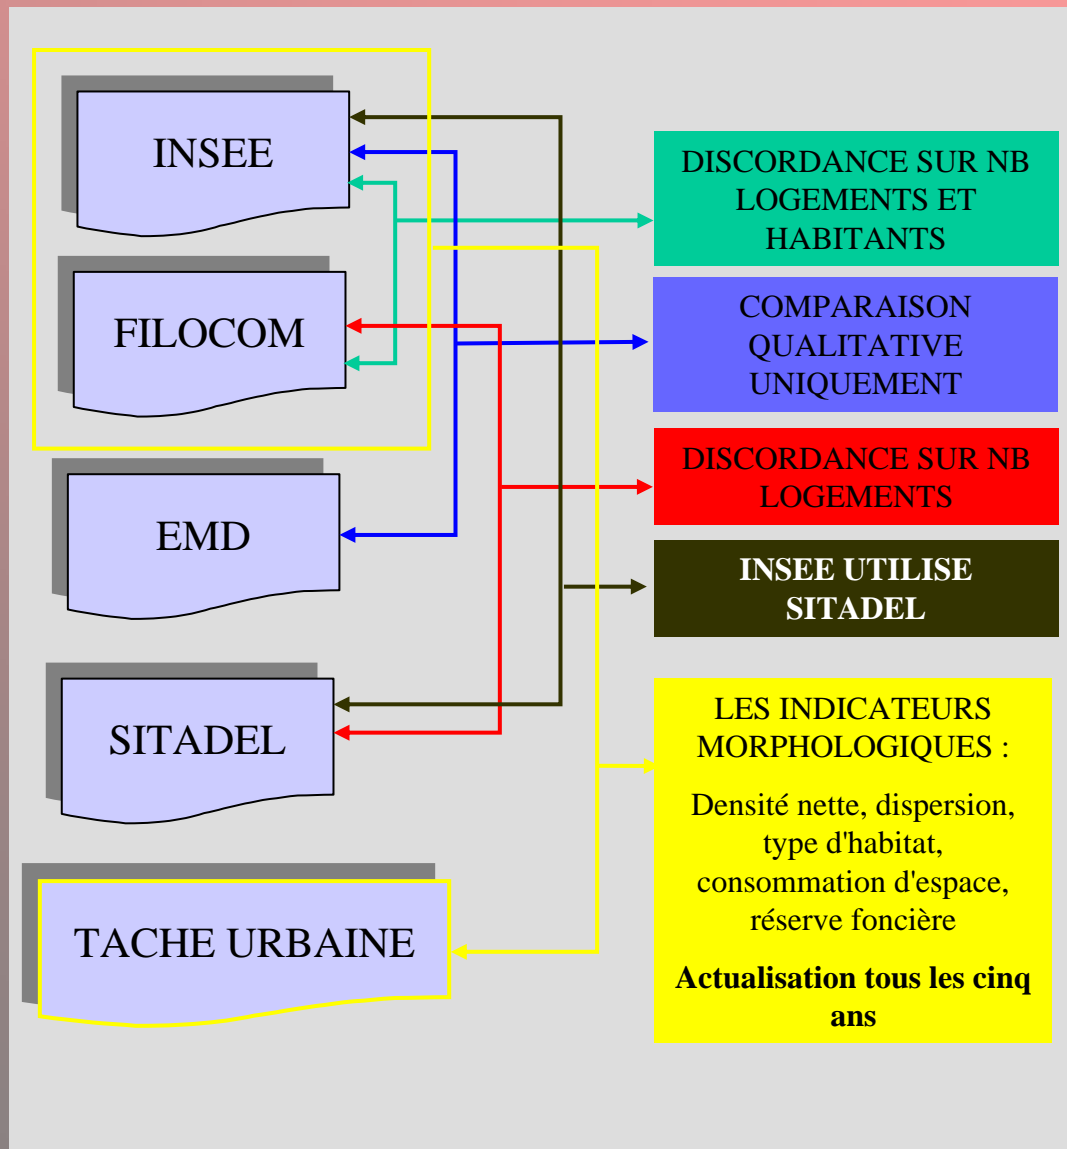 INSEE
FILOCOM
EMD
SITADEL
TACHE URBAINE
DISCORDANCE SUR NB
LOGEMENTS ET
HABITANTS
COMPARAISON
QUALITATIVE
UNIQUEMENT
DISCORDANCE SUR NB
LOGEMENTS
INSEE UTILISE
SITADEL
LES INDICATEURS
MORPHOLOGIQUES :
Densité nette, dispersion,
type d'habitat,
consommation d'espace,
réserve foncière
Actualisation tous les cinq
ans